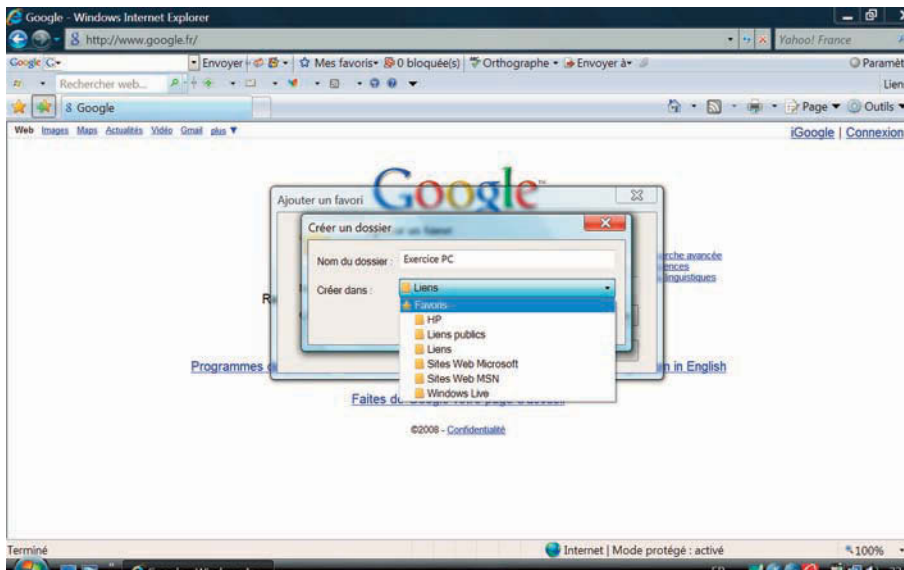 Google - Windows Internet Explorer
http://www.google.fr/
Yahoo! France
Google
Envoyer
Mes favoris
0 bloquée(s)
Orthographe
Envoyer à
Paramèt
Rechercher web...
Lien
Google
Page
Outils
Web Images Maps Actualités Vidéo Gmail plus
iGoogle | Connexion
Google
Ajouter un favori
Créer un dossier
Nom du dossier : Exercice PC
rche avancée
ences
linguistiques
Créer dans : Liens
Favoris
HP
Liens publics
Liens
Sites Web Microsoft
Programmes
in English
Sites Web MSN
Windows Live
Faites de
©2008 - Confidentialité
Terminé
Internet | Mode protégé : activé
100%